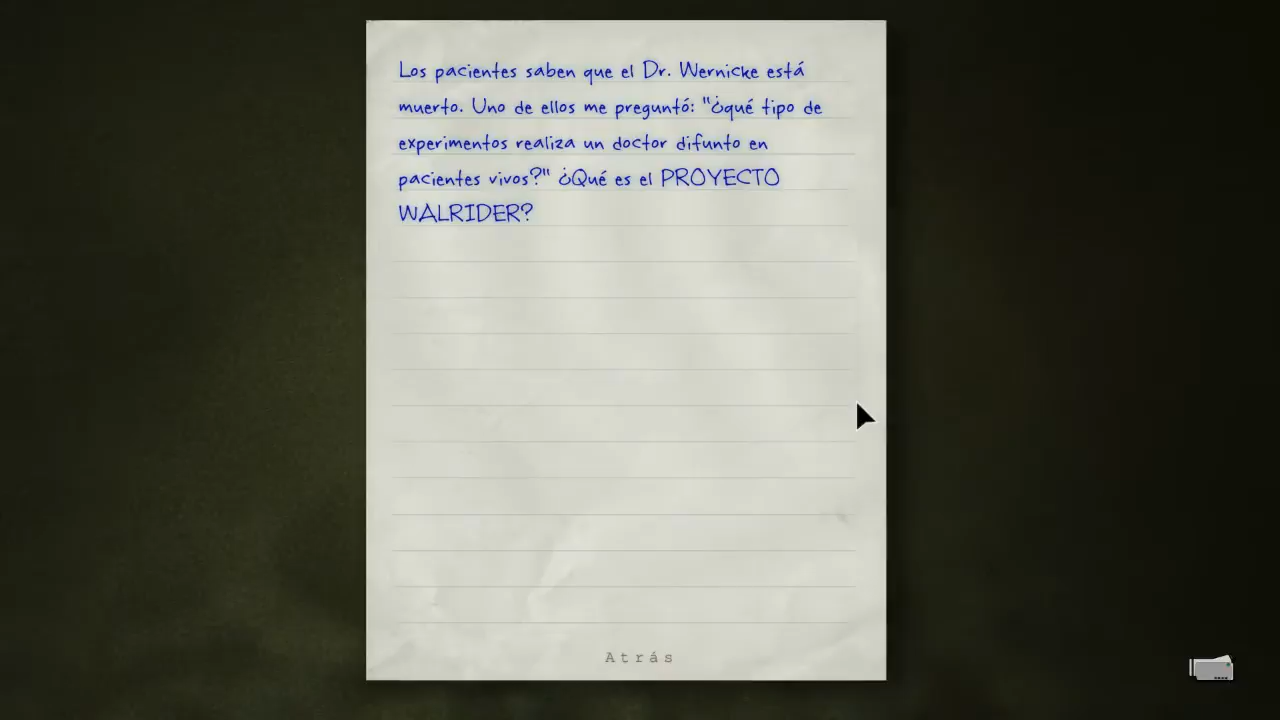 Los pacientes saben que el Dr. Wernicke está
muerto. Uno de ellos me preguntó: "¿qué tipo de
experimentos realiza un doctor difunto en
pacientes vivos?" ¿Qué es el PROYECTO
WALRIDER?
Atrás